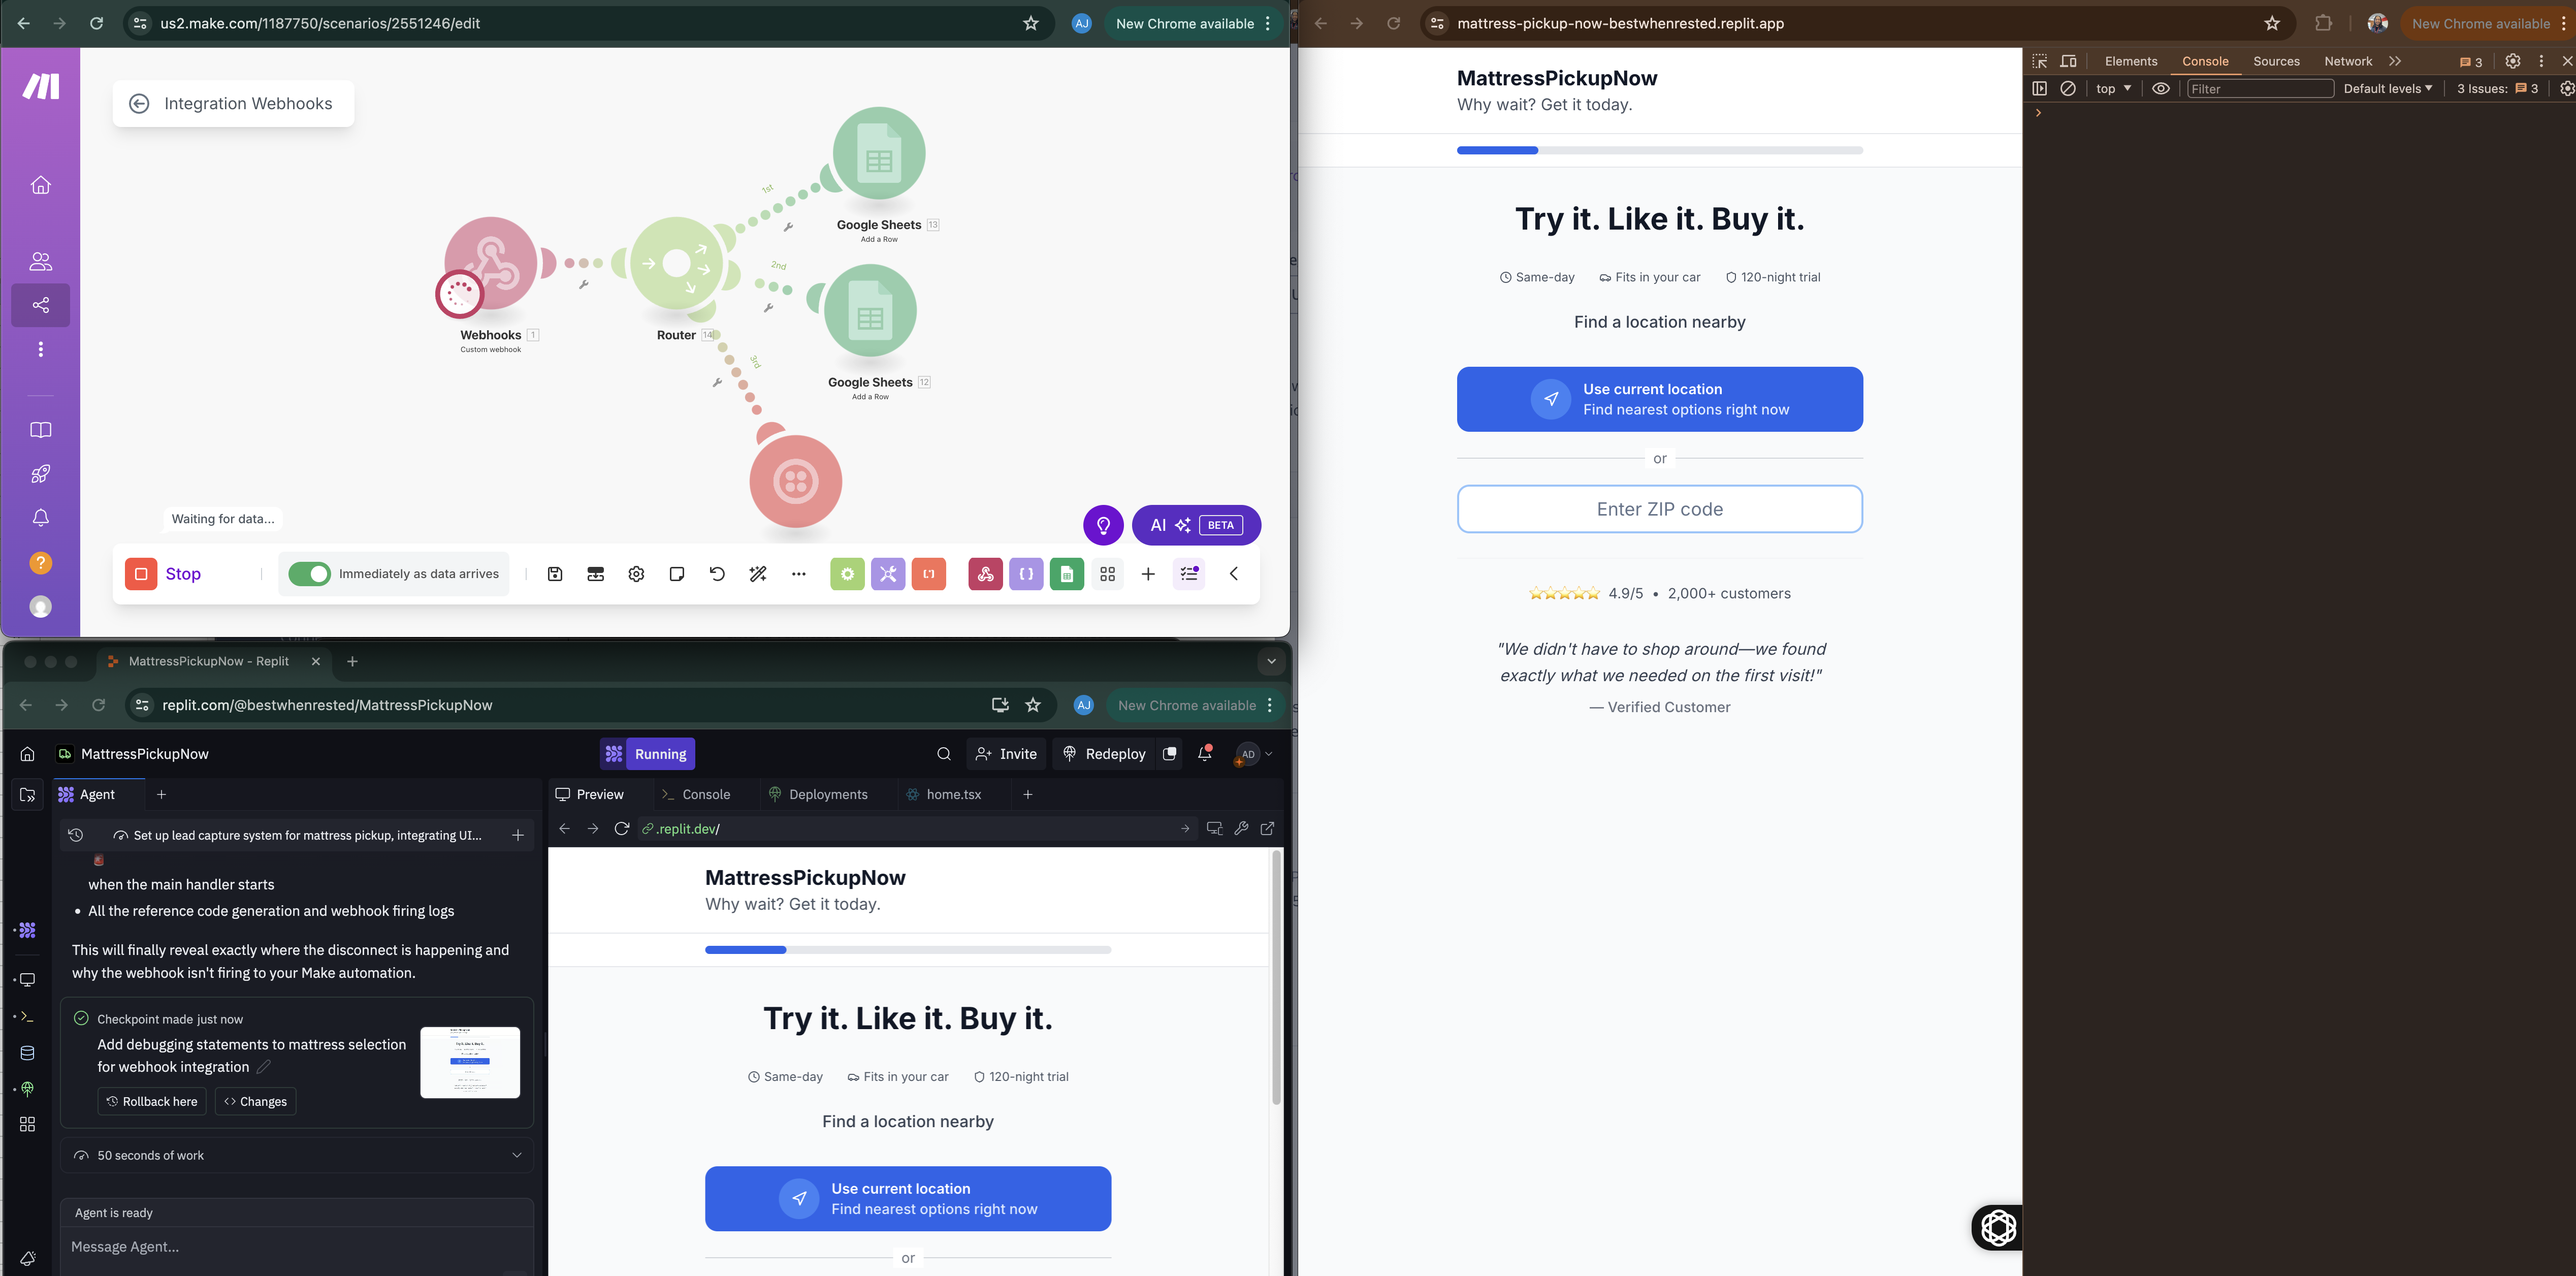 us2.make.com/1187750/scenarios/2551246/edit
AJ
New Chrome available
Integration Webhooks
1st
Google Sheets 13
Add a Row
2nd
Webhooks 1
Custom webhook
Router 14
3rd
Google Sheets 12
Add a Row
Waiting for data...
AI BETA
Stop
Immediately as data arrives
?
MattressPickupNow - Replit
replit.com/@bestwhenrested/MattressPickupNow
AJ
New Chrome available
MattressPickupNow
Running
Invite
Redeploy
AD
Agent
Set up lead capture system for mattress pickup, integrating UI...
when the main handler starts
• All the reference code generation and webhook firing logs
This will finally reveal exactly where the disconnect is happening and
why the webhook isn't firing to your Make automation.
Checkpoint made just now
Add debugging statements to mattress selection
for webhook integration
Rollback here
<> Changes
50 seconds of work
Agent is ready
Message Agent...
Preview
Console
Deployments
home.tsx
.replit.dev/
MattressPickupNow
Why wait? Get it today.
Try it. Like it. Buy it.
Same-day
Fits in your car
120-night trial
Find a location nearby
Use current location
Find nearest options right now
or
mattress-pickup-now-bestwhenrested.replit.app
New Chrome available
MattressPickupNow
Why wait? Get it today.
Try it. Like it. Buy it.
Same-day
Fits in your car
120-night trial
Find a location nearby
Use current location
Find nearest options right now
or
Enter ZIP code
4.9/5 • 2,000+ customers
"We didn't have to shop around—we found
exactly what we needed on the first visit!"
— Verified Customer
Elements
Console
Sources
Network
3
top
Filter
Default levels
3 Issues: 3